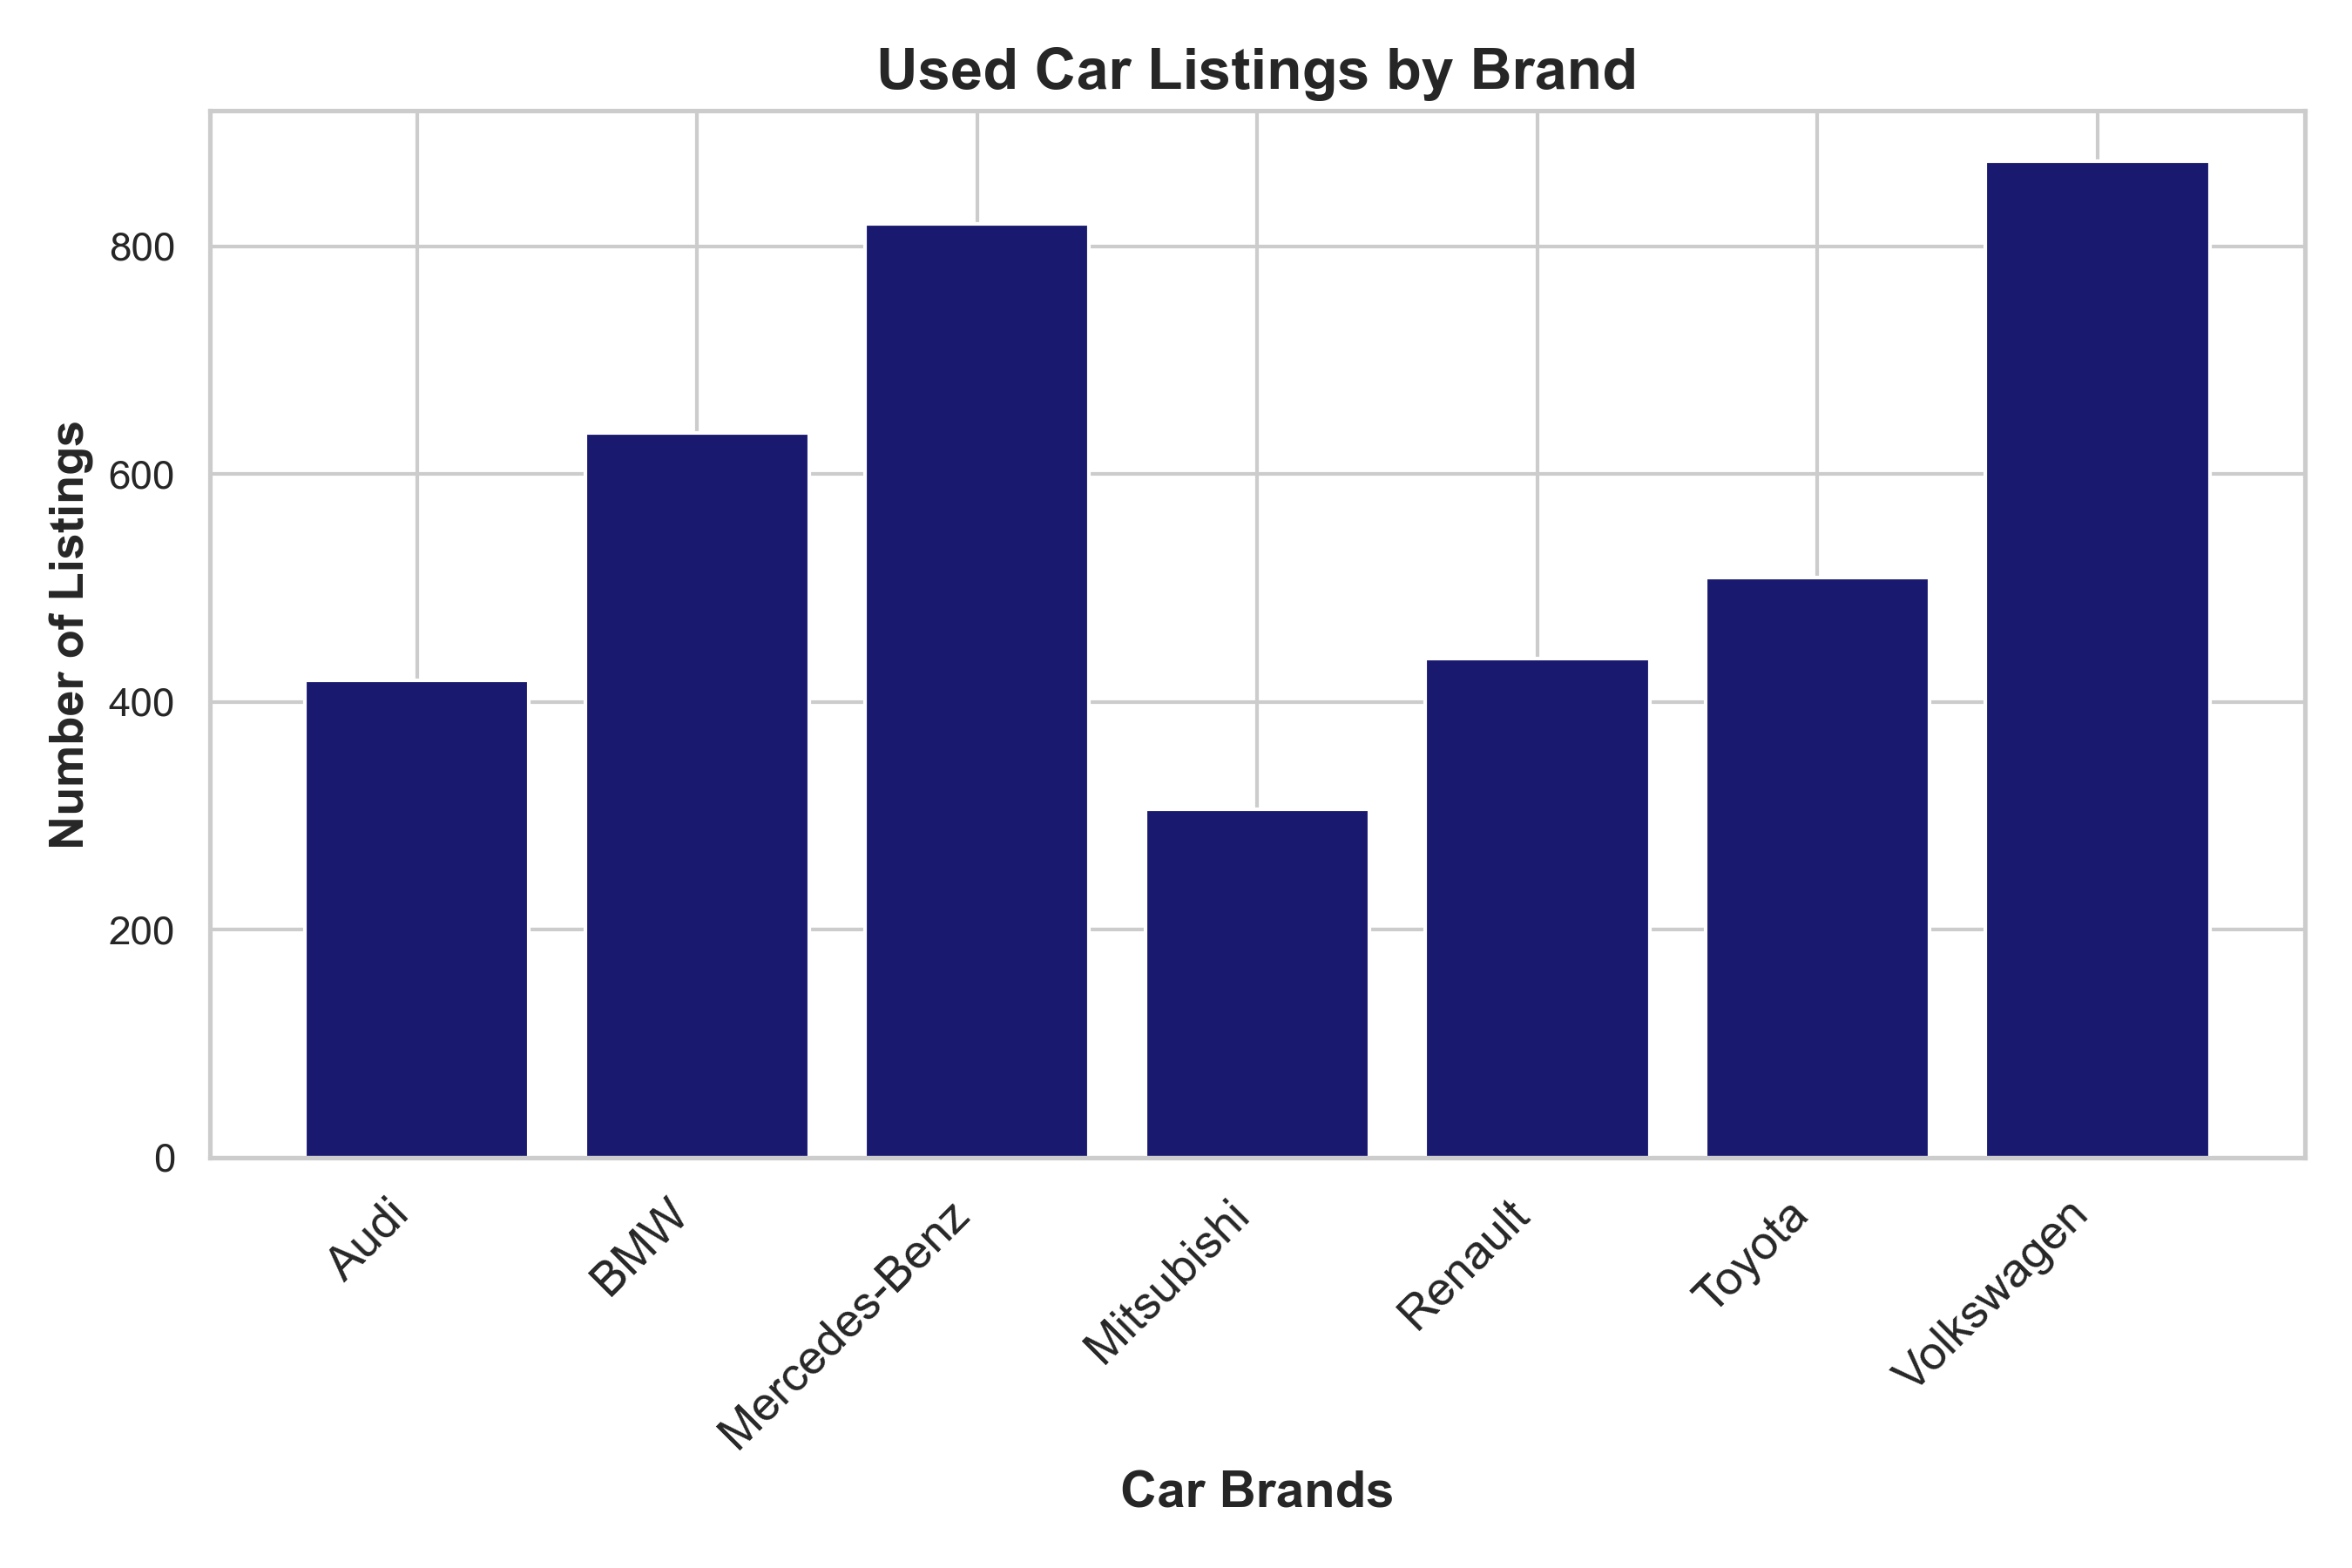 Used Car Listings by Brand
Number of Listings
800
600
400
200
0
Audi
BMW
Mercedes-Benz
Mitsubishi
Renault
Toyota
Volkswagen
Car Brands